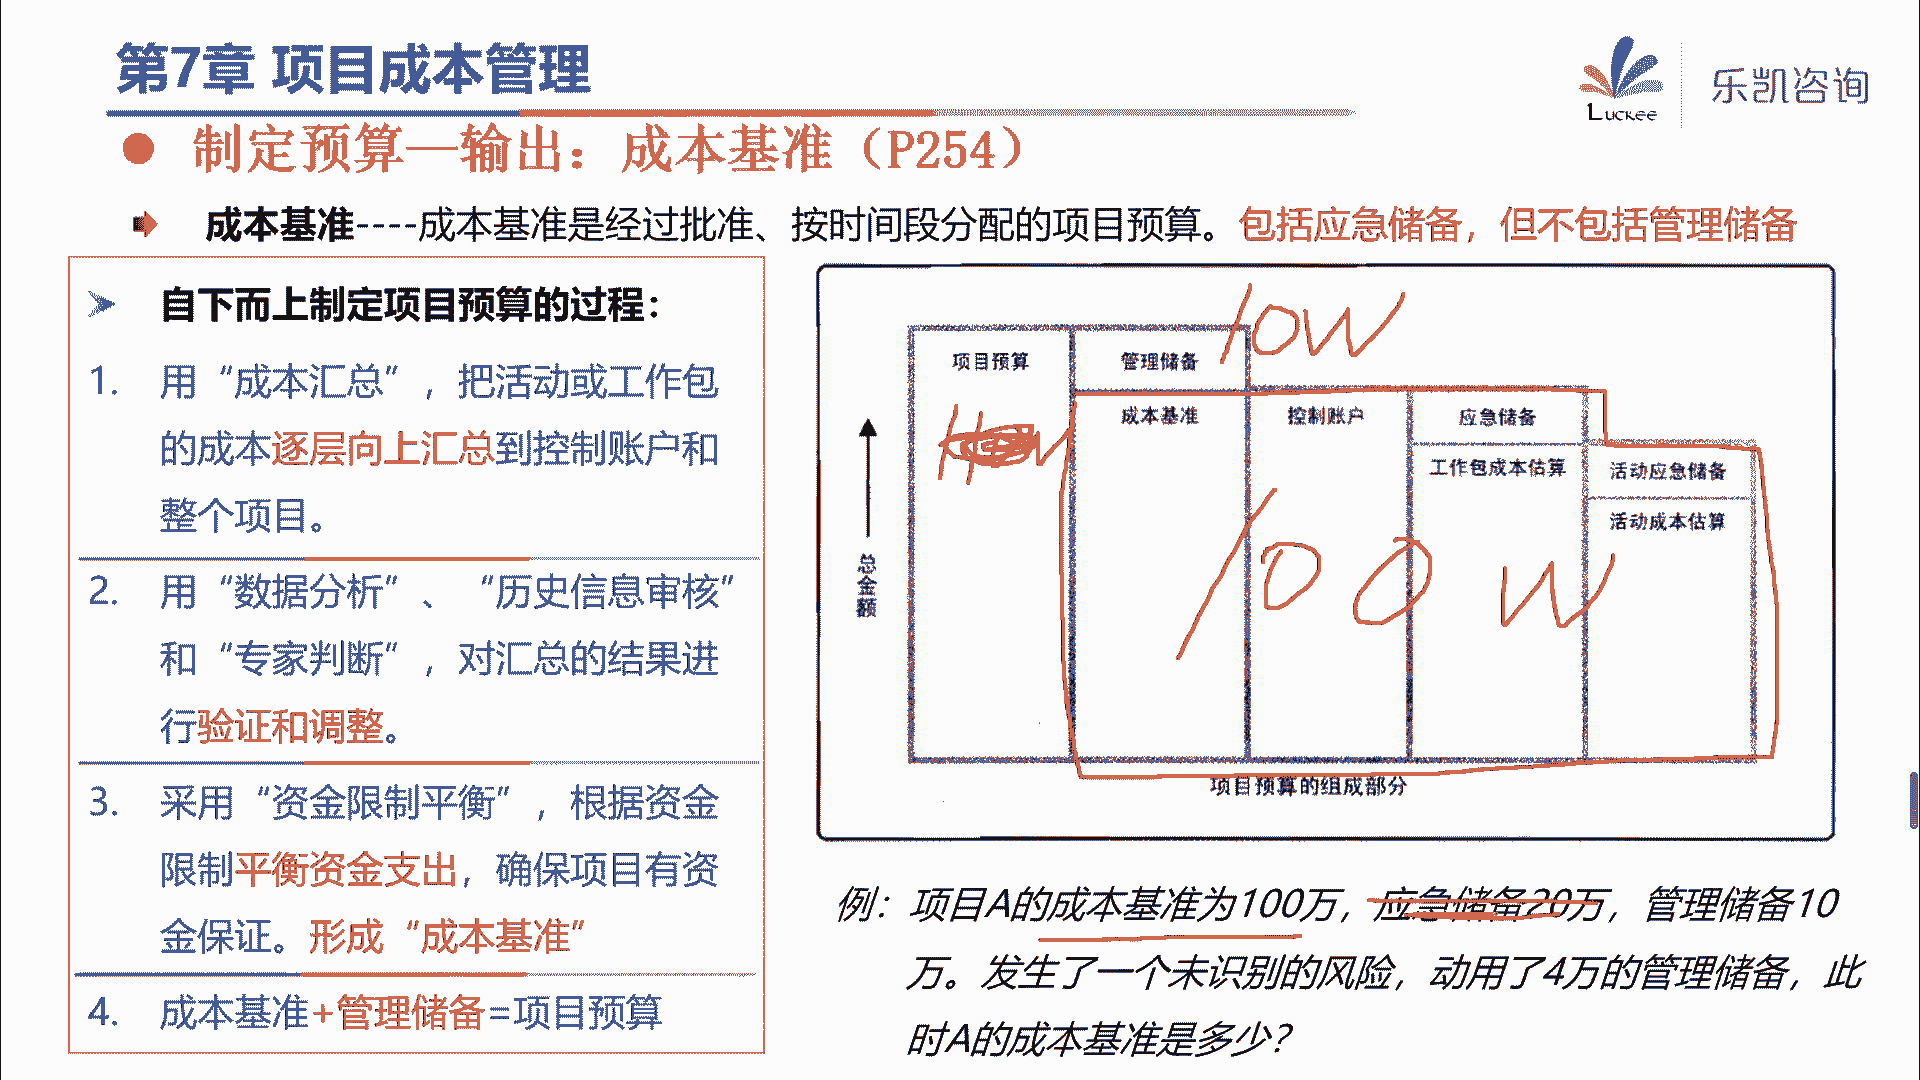 第7章 项目成本管理
Luckee 乐凯咨询
制定预算—输出：成本基准（P254）
成本基准----成本基准是经过批准、按时间段分配的项目预算。包括应急储备，但不包括管理储备
自下而上制定项目预算的过程：
1. 用“成本汇总”，把活动或工作包
的成本逐层向上汇总到控制账户和
整个项目。
2. 用“数据分析”、“历史信息审核”
和“专家判断”，对汇总的结果进
行验证和调整。
3. 采用“资金限制平衡”，根据资金
限制平衡资金支出，确保项目有资
金保证。形成“成本基准”
4. 成本基准+管理储备=项目预算
10W
项目预算 管理储备
成本基准 控制账户 应急储备
工作包成本估算 活动应急储备
活动成本估算
100W
总金额
项目预算的组成部分
例：项目A的成本基准为100万，应急储备20万，管理储备10
万。发生了一个未识别的风险，动用了4万的管理储备，此
时A的成本基准是多少？